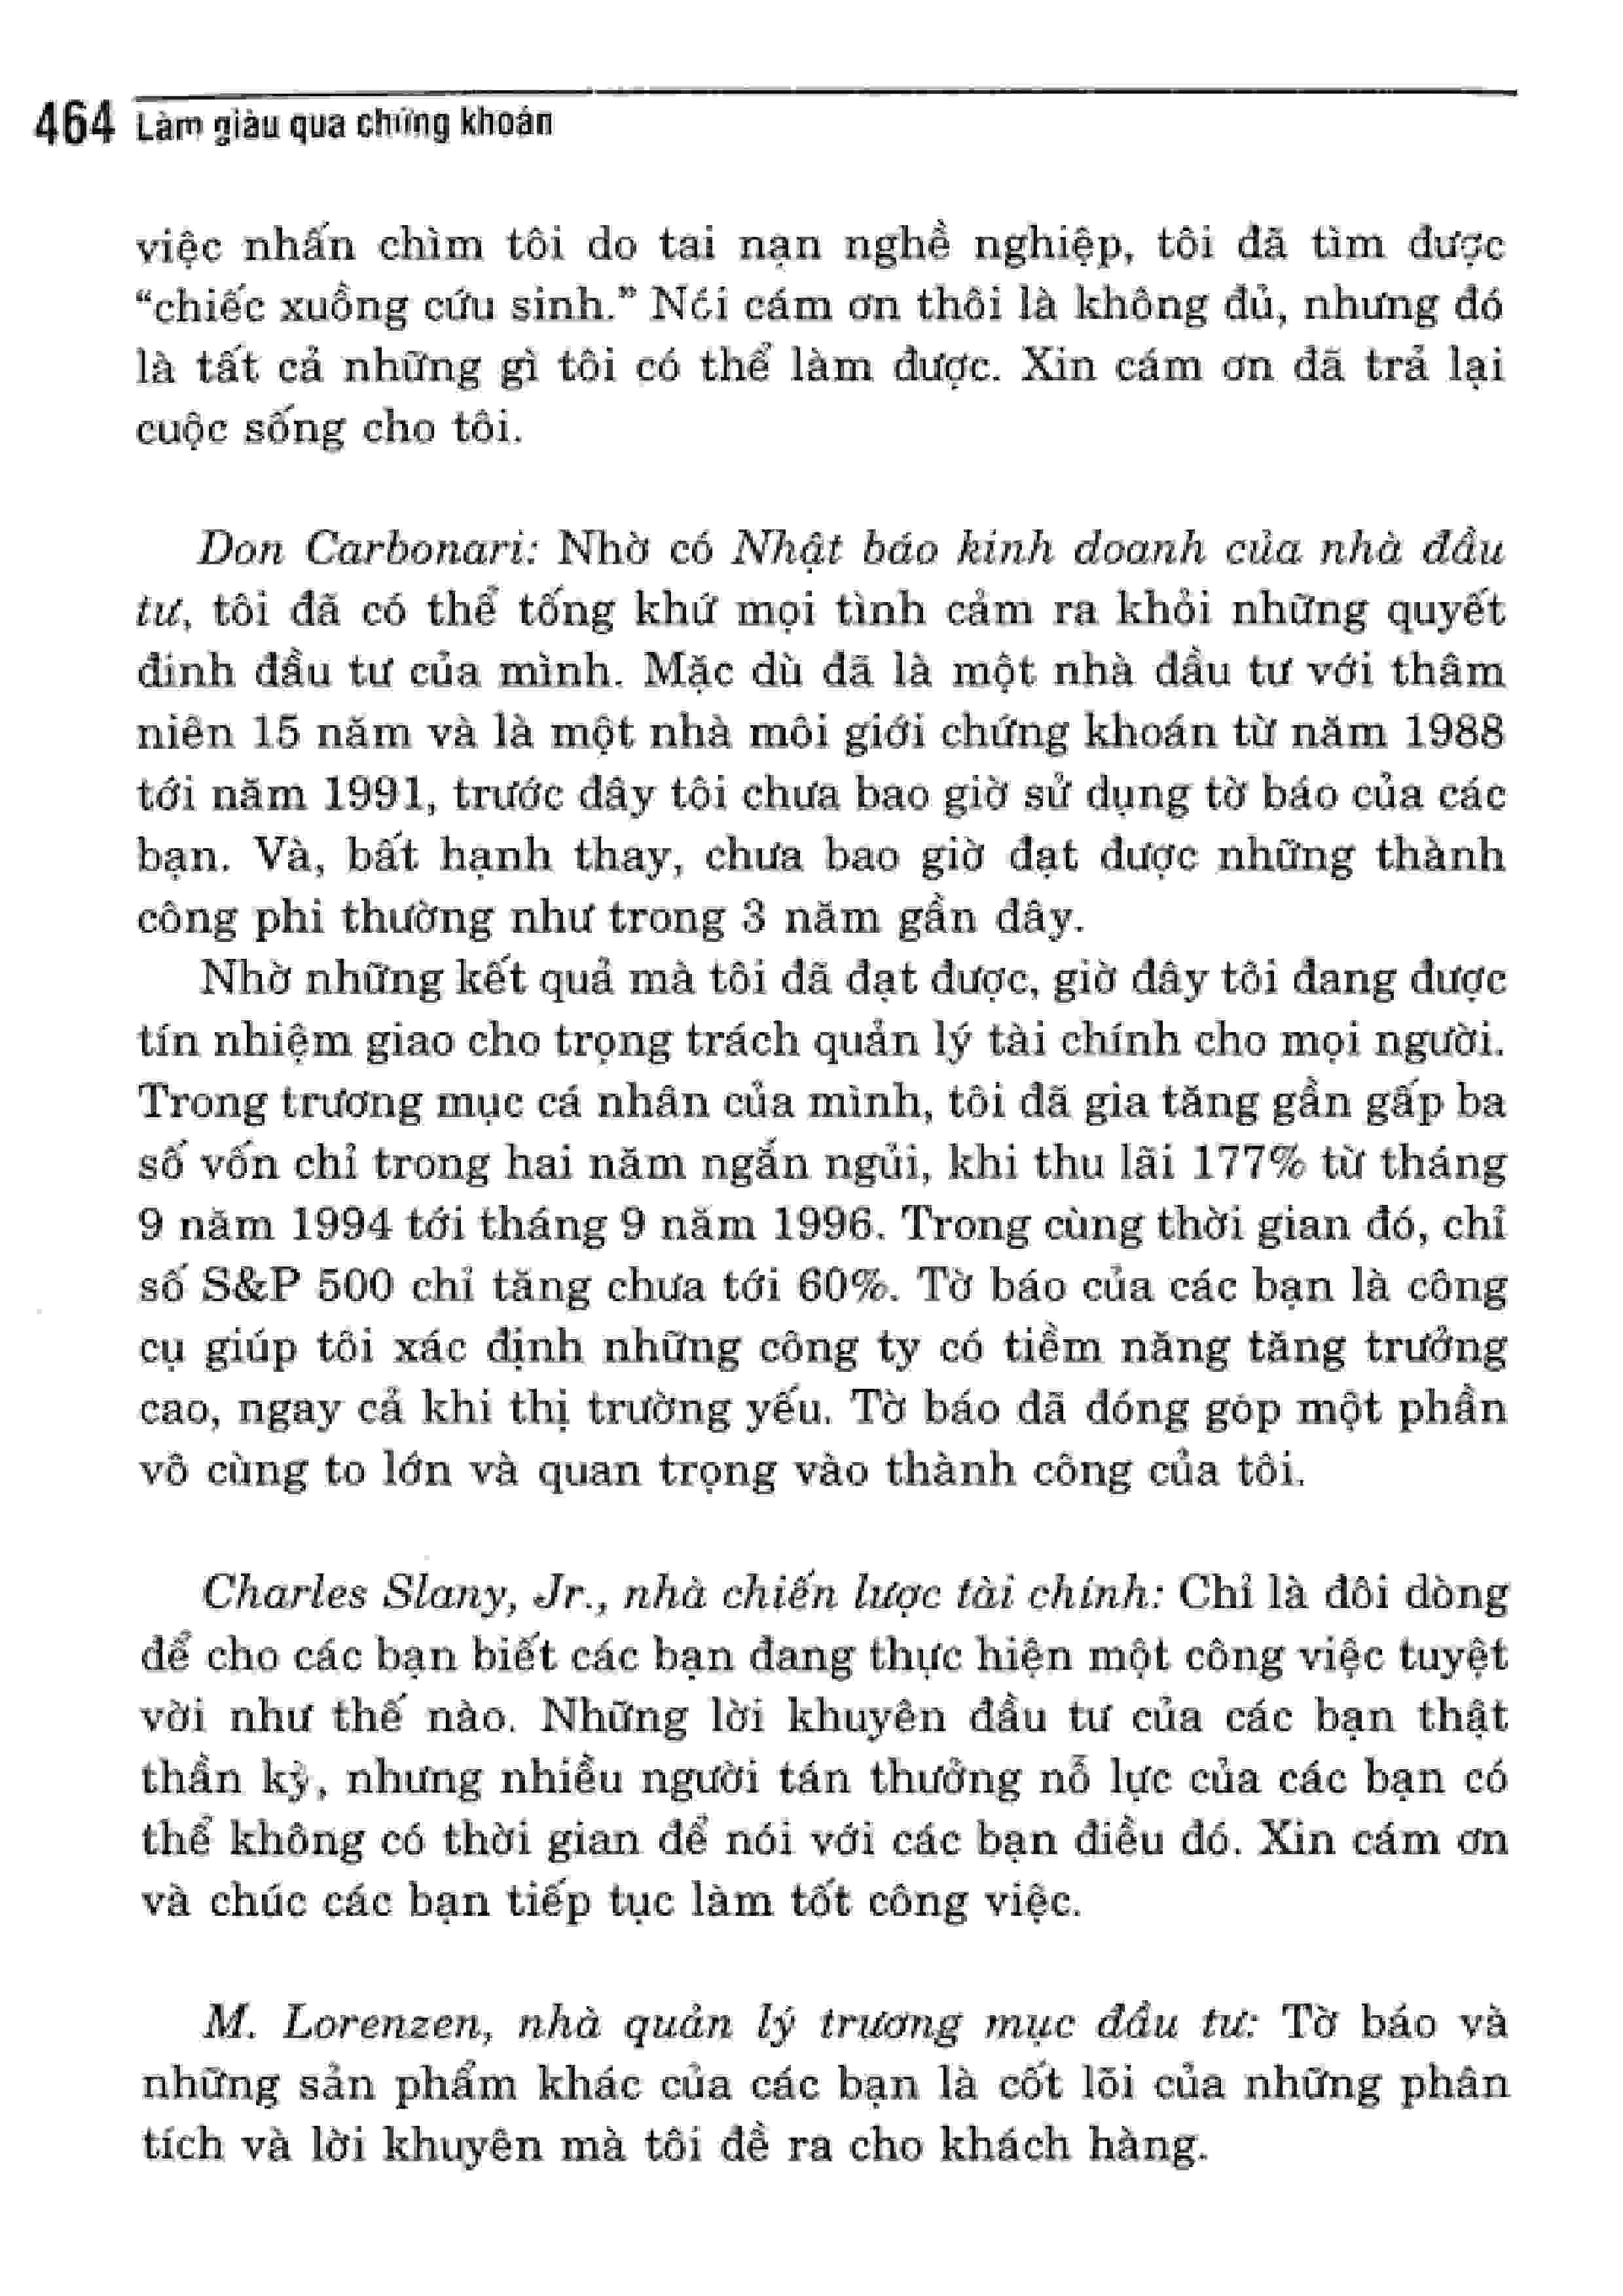 464 Làm giàu qua chứng khoán
việc nhấn chìm tôi do tai nạn nghề nghiệp, tôi đã tìm được
“chiếc xuồng cứu sinh.” Nói cám ơn thôi là không đủ, nhưng đó
là tất cả những gì tôi có thể làm được. Xin cám ơn đã trả lại
cuộc sống cho tôi.
Don Carbonari: Nhờ có Nhật báo kinh doanh của nhà đầu
tư, tôi đã có thể tống khứ mọi tình cảm ra khỏi những quyết
định đầu tư của mình. Mặc dù đã là một nhà đầu tư với thâm
niên 15 năm và là một nhà môi giới chứng khoán từ năm 1988
tới năm 1991, trước đây tôi chưa bao giờ sử dụng tờ báo của các
bạn. Và, bất hạnh thay, chưa bao giờ đạt được những thành
công phi thường như trong 3 năm gần đây.
Nhờ những kết quả mà tôi đã đạt được, giờ đây tôi đang được
tín nhiệm giao cho trọng trách quản lý tài chính cho mọi người.
Trong trương mục cá nhân của mình, tôi đã gia tăng gần gấp ba
số vốn chỉ trong hai năm ngắn ngủi, khi thu lãi 177% từ tháng
9 năm 1994 tới tháng 9 năm 1996. Trong cùng thời gian đó, chỉ
số S&P 500 chỉ tăng chưa tới 60%. Tờ báo của các bạn là công
cụ giúp tôi xác định những công ty có tiềm năng tăng trưởng
cao, ngay cả khi thị trường yếu. Tờ báo đã đóng góp một phần
vô cùng to lớn và quan trọng vào thành công của tôi.
Charles Slany, Jr., nhà chiến lược tài chính: Chỉ là đôi dòng
để cho các bạn biết các bạn đang thực hiện một công việc tuyệt
vời như thế nào. Những lời khuyên đầu tư của các bạn thật
thần kỳ, nhưng nhiều người tán thưởng nỗ lực của các bạn có
thể không có thời gian để nói với các bạn điều đó. Xin cám ơn
và chúc các bạn tiếp tục làm tốt công việc.
M. Lorenzen, nhà quản lý trương mục đầu tư: Tờ báo và
những sản phẩm khác của các bạn là cốt lõi của những phân
tích và lời khuyên mà tôi đề ra cho khách hàng.